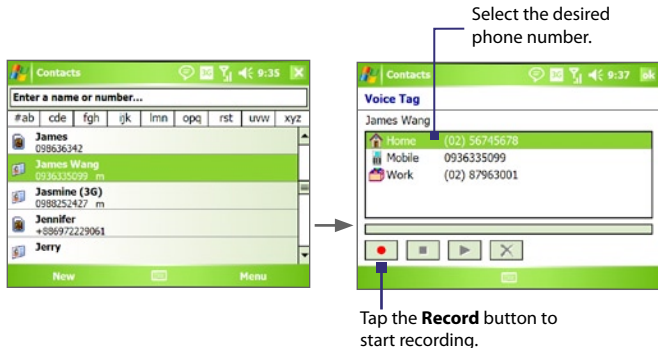 Select the desired
phone number.
Contacts 9:35
Enter a name or number...
#ab cde fgh ijk lmn opq rst uvw xyz
James
098636342
James Wang
0936335099 m
Jasmine (3G)
0988252427 m
Jennifer
+886972229061
Jerry
New Menu
Contacts 9:37 ok
Voice Tag
James Wang
Home (02) 56745678
Mobile 0936335099
Work (02) 87963001
Tap the Record button to
start recording.